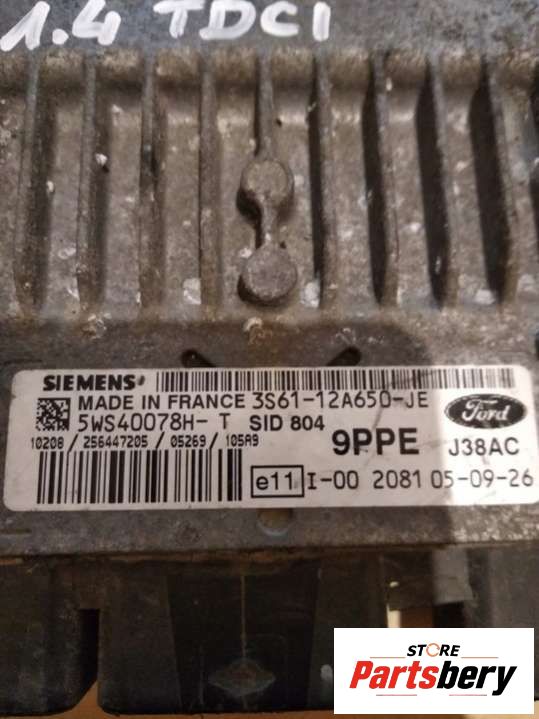 1.4 TDCI
SIEMENS
MADE IN FRANCE 3S61-12A650-JE
5WS40078H- T SID 804
Ford
10208 / 256447205 / 05269 / 105A9
9PPE J38AC
e11 I-00 2081 05-09-26
STORE
Partsbery